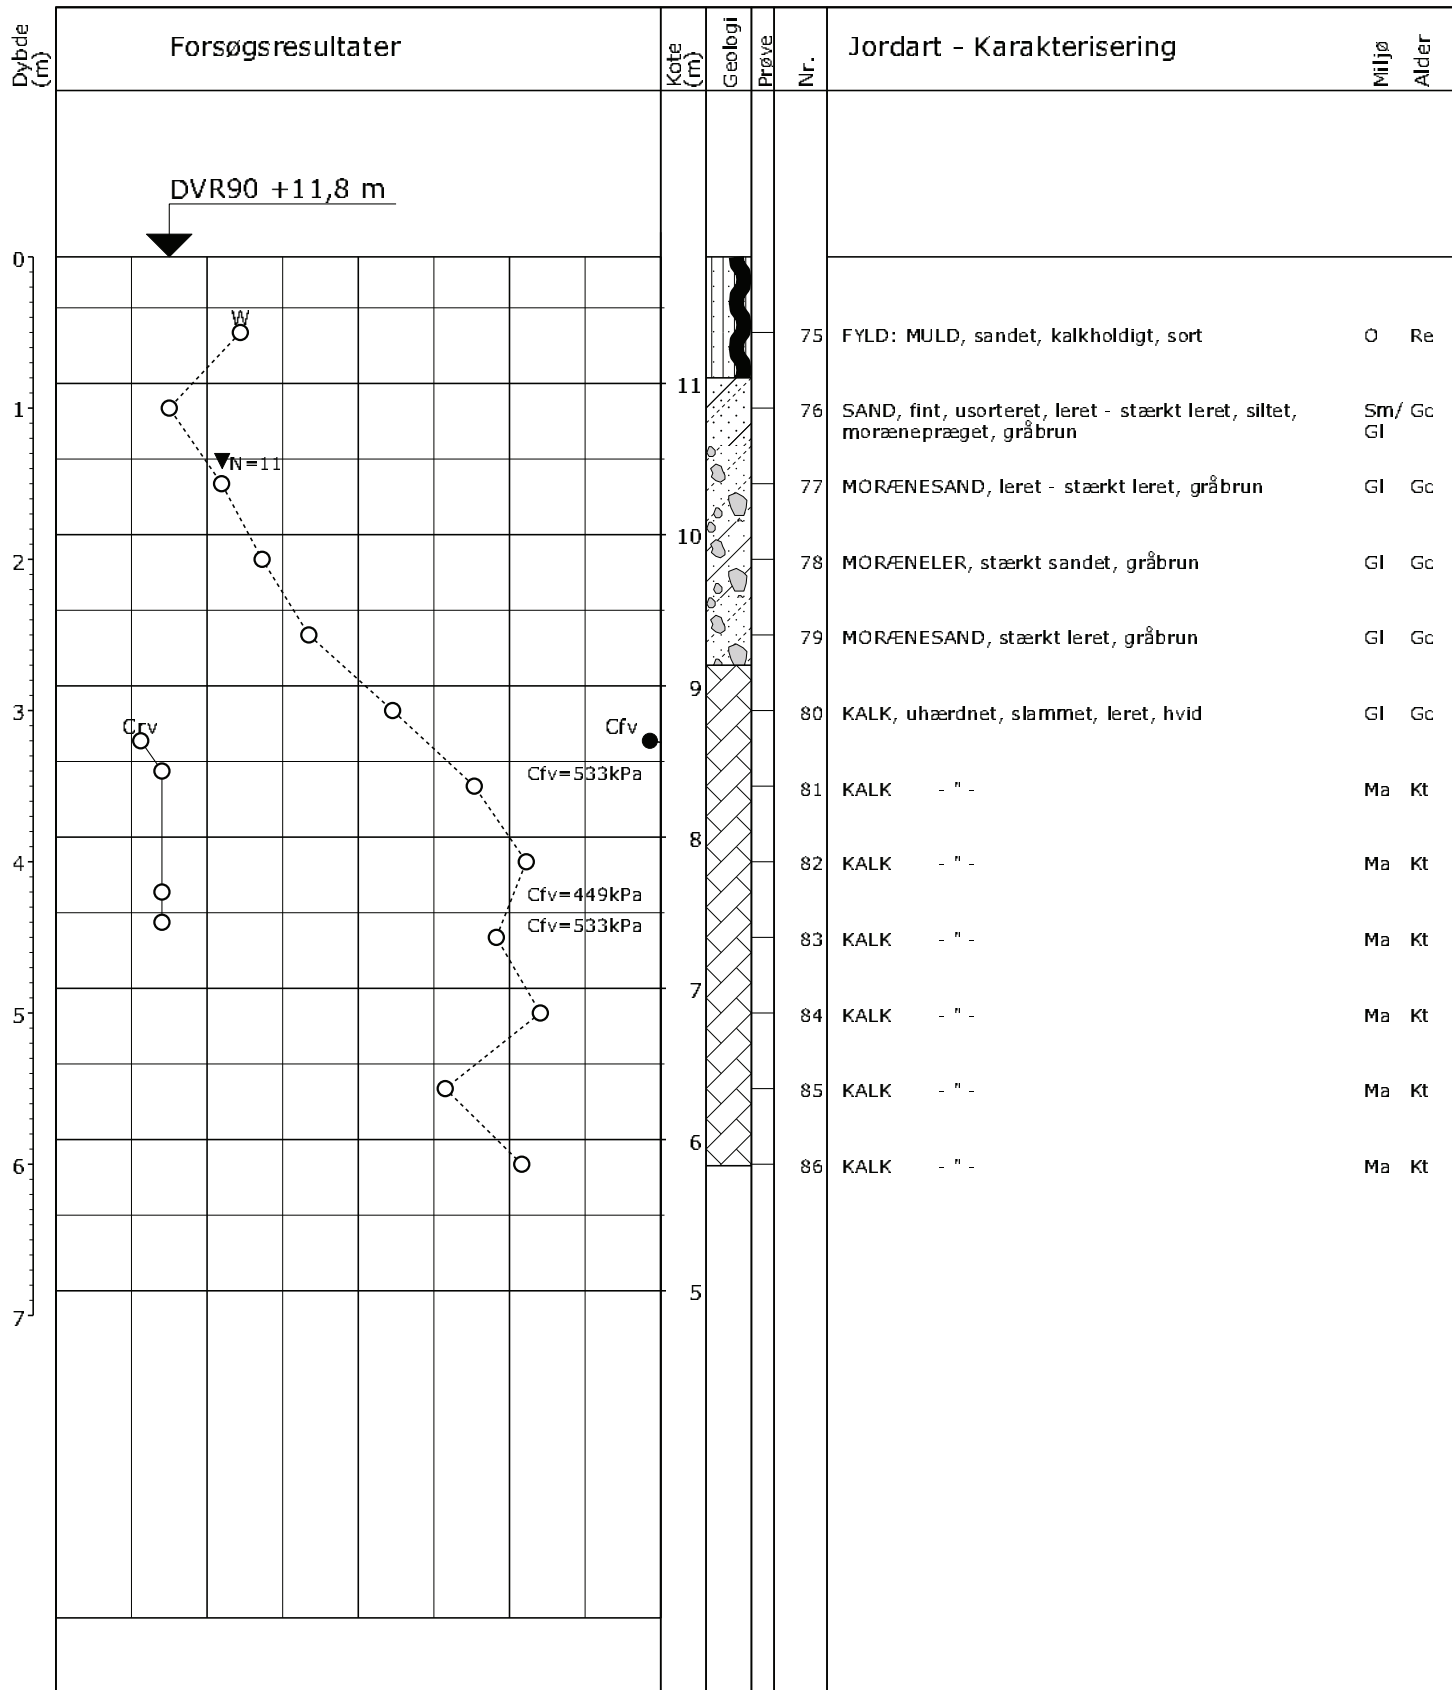 Dybde (m)
Forsøgsresultater
Kote (m)
Geologi
Prøve
Nr.
Jordart - Karakterisering
Miljø
Alder
DVR90 +11,8 m
0
W
75 FYLD: MULD, sandet, kalkholdigt, sort O Re
11
1
76 SAND, fint, usorteret, leret - stærkt leret, siltet, Sm/ Gc
morænepræget, gråbrun Gl
N=11
77 MORÆNESAND, leret - stærkt leret, gråbrun Gl Gc
10
2
78 MORÆNELER, stærkt sandet, gråbrun Gl Gc
79 MORÆNESAND, stærkt leret, gråbrun Gl Gc
9
3
80 KALK, uhærdnet, slammet, leret, hvid Gl Gc
Crv
Cfv
Cfv=533kPa
81 KALK - " - Ma Kt
8
4
82 KALK - " - Ma Kt
Cfv=449kPa
Cfv=533kPa
83 KALK - " - Ma Kt
7
5
84 KALK - " - Ma Kt
85 KALK - " - Ma Kt
6
6
86 KALK - " - Ma Kt
5
7